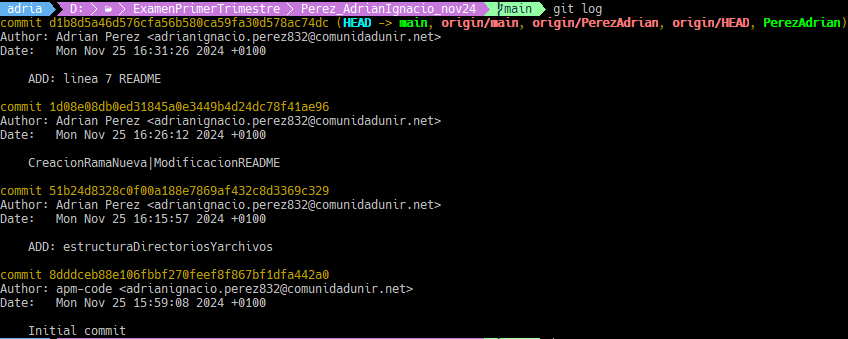 adria D: ExamenPrimerTrimestre Perez_AdrianIgnacio_nov24 main git log
commit d1b8d5a46d576cfa56b580ca59fa30d578ac74dc (HEAD -> main, origin/main, origin/PerezAdrian, origin/HEAD, PerezAdrian)
Author: Adrian Perez <adrianignacio.perez832@comunidadunir.net>
Date:   Mon Nov 25 16:31:26 2024 +0100
ADD: linea 7 README
commit 1d08e08db0ed31845a0e3449b4d24dc78f41ae96
Author: Adrian Perez <adrianignacio.perez832@comunidadunir.net>
Date:   Mon Nov 25 16:26:12 2024 +0100
CreacionRamaNueva|ModificacionREADME
commit 51b24d8328c0f00a188e7869af432c8d3369c329
Author: Adrian Perez <adrianignacio.perez832@comunidadunir.net>
Date:   Mon Nov 25 16:15:57 2024 +0100
ADD: estructuraDirectoriosYarchivos
commit 8dddceb88e106fbbf270feef8f867bf1dfa442a0
Author: apm-code <adrianignacio.perez832@comunidadunir.net>
Date:   Mon Nov 25 15:59:08 2024 +0100
Initial commit